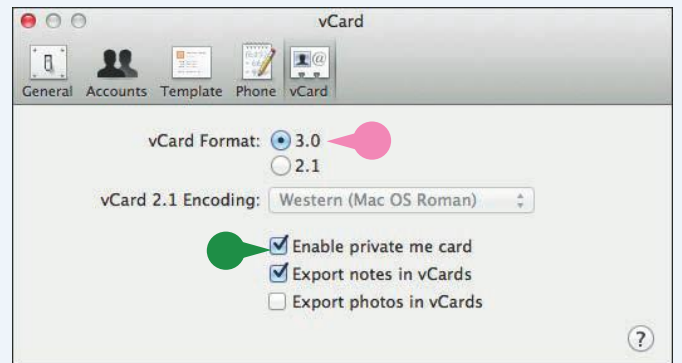 vCard
General Accounts Template Phone vCard
vCard Format: 3.0
2.1
vCard 2.1 Encoding: Western (Mac OS Roman)
Enable private me card
Export notes in vCards
Export photos in vCards
?